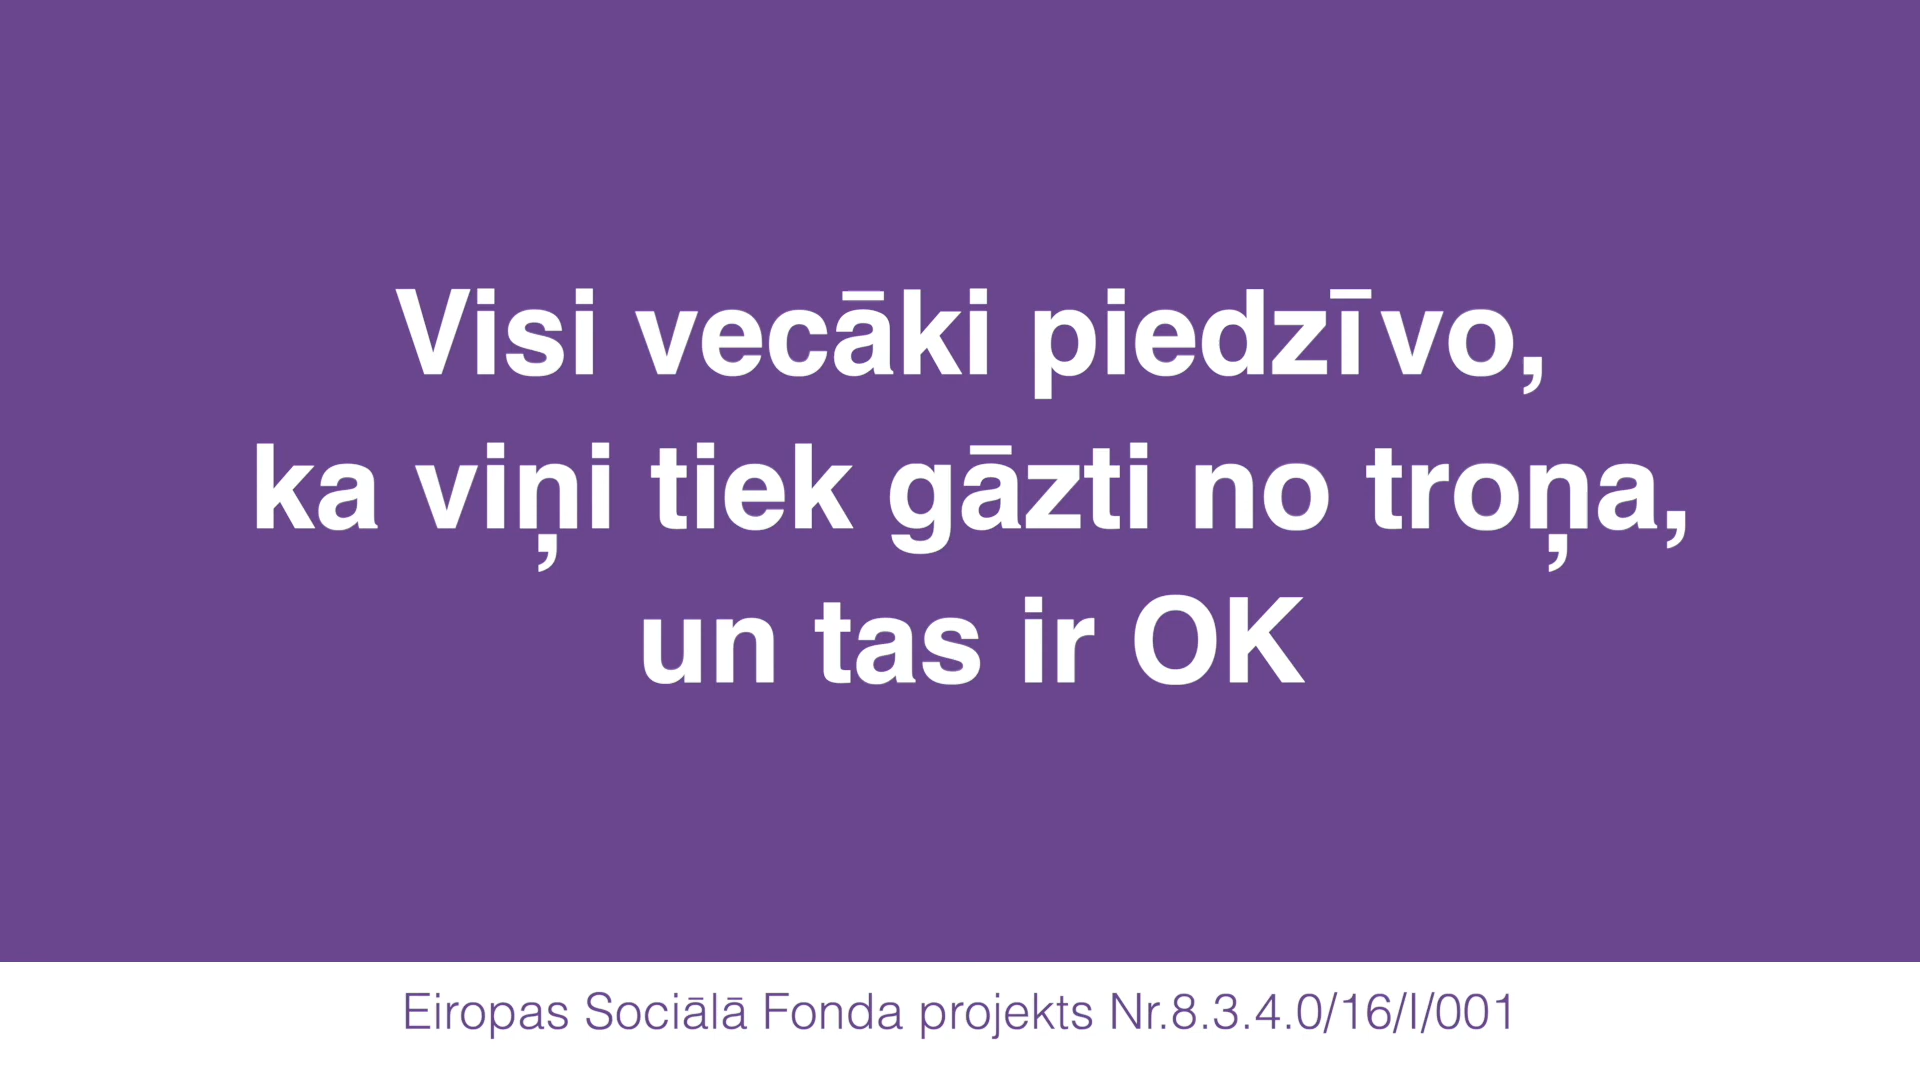 Visi vecāki piedzīvo,
ka viņi tiek gāzti no troņa,
un tas ir OK
Eiropas Sociālā Fonda projekts Nr.8.3.4.0/16/I/001